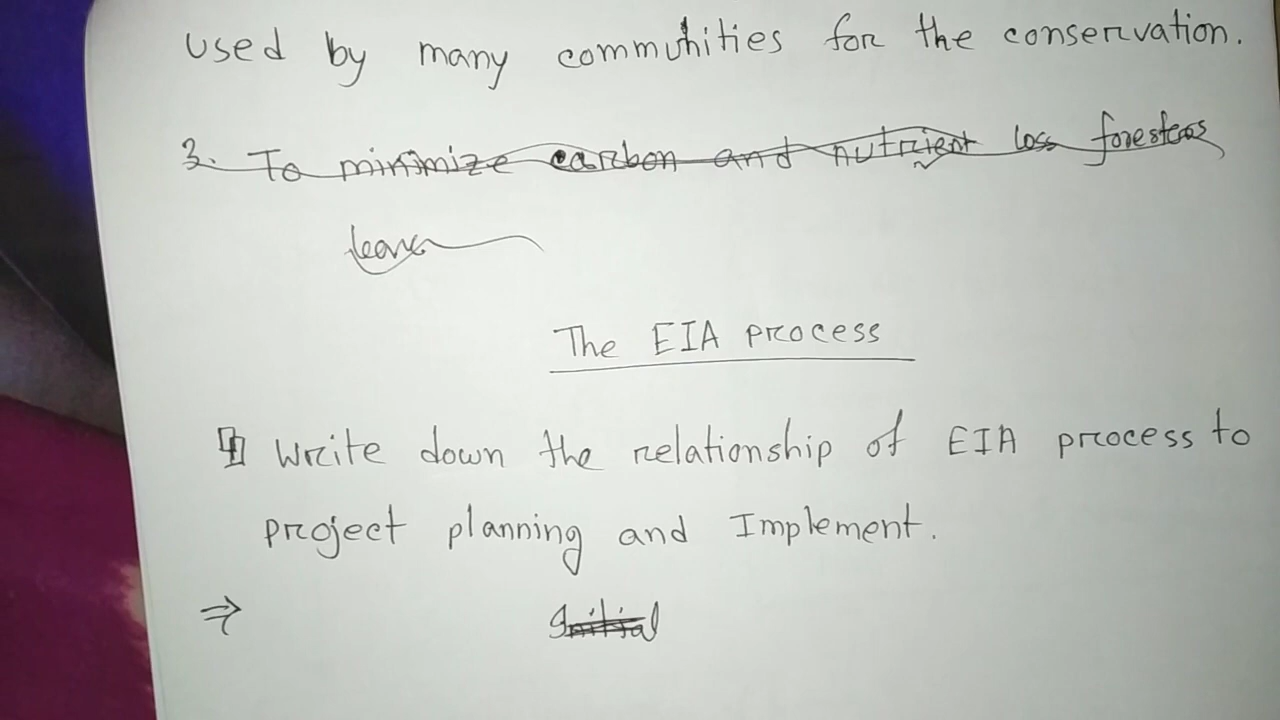 used by many communities for the conservation.
3. To minimize carbon and nutrient loss foresters
leave
The EIA process
Write down the relationship of EIA process to
project planning and Implement.
⇒ Initial